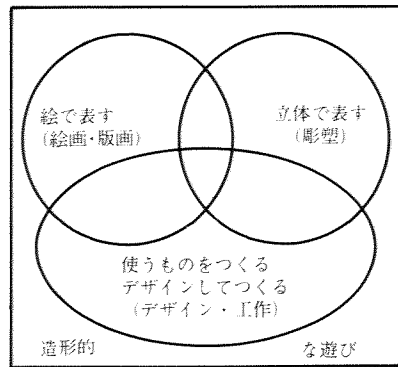 絵で表す
(絵画・版画)
立体で表す
(彫塑)
使うものをつくる
デザインしてつくる
(デザイン・工作)
造形的 な遊び